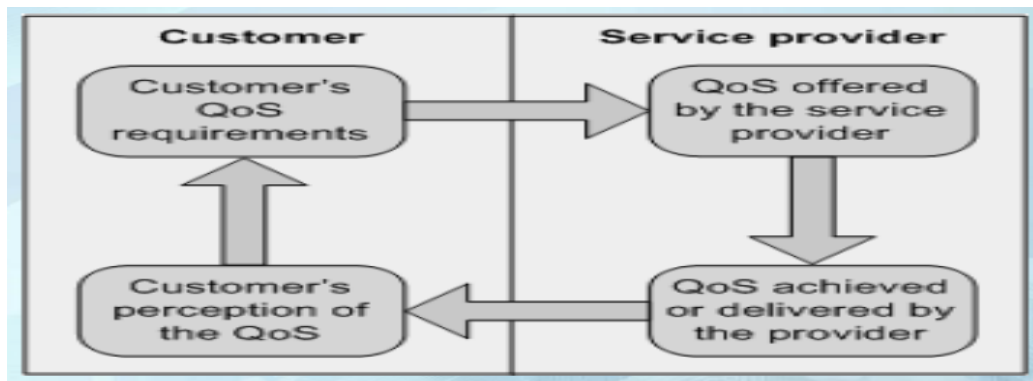 Customer
Service provider
Customer's
QoS
requirements
QoS offered
by the service
provider
Customer's
perception of
the QoS
QoS achieved
or delivered by
the provider